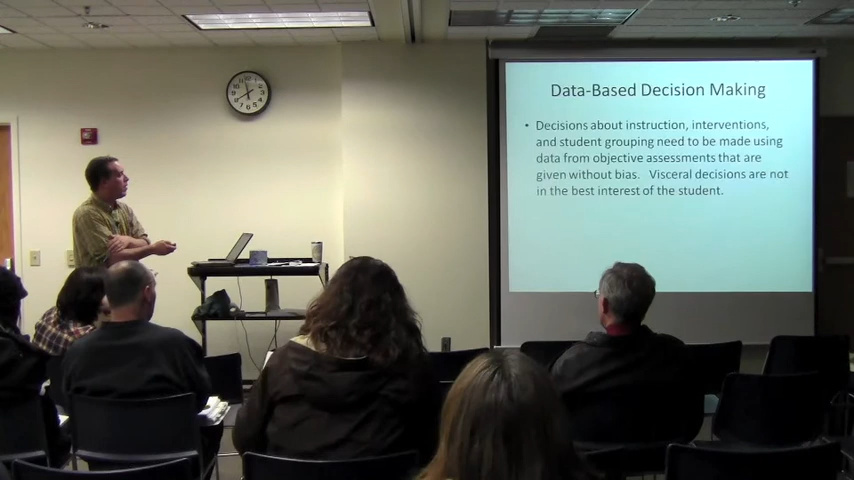 Data-Based Decision Making
• Decisions about instruction, interventions,
and student grouping need to be made using
data from objective assessments that are
given without bias.   Visceral decisions are not
in the best interest of the student.